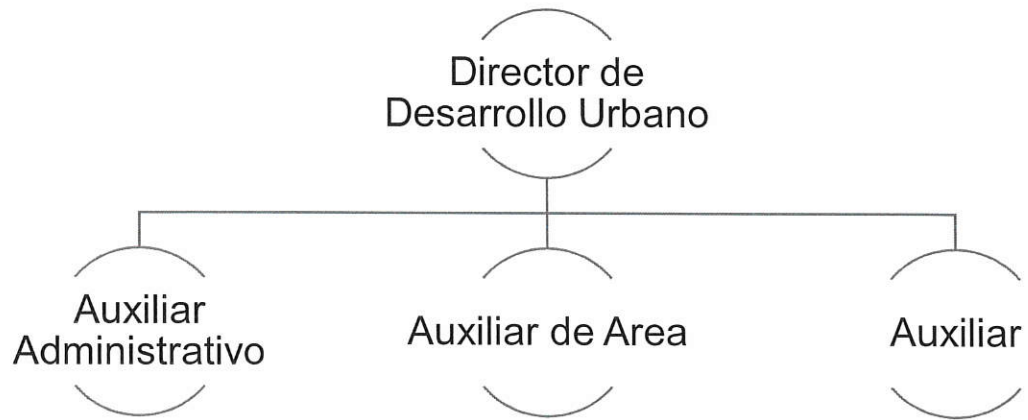 Director de
Desarrollo Urbano
Auxiliar
Administrativo
Auxiliar de Area
Auxiliar